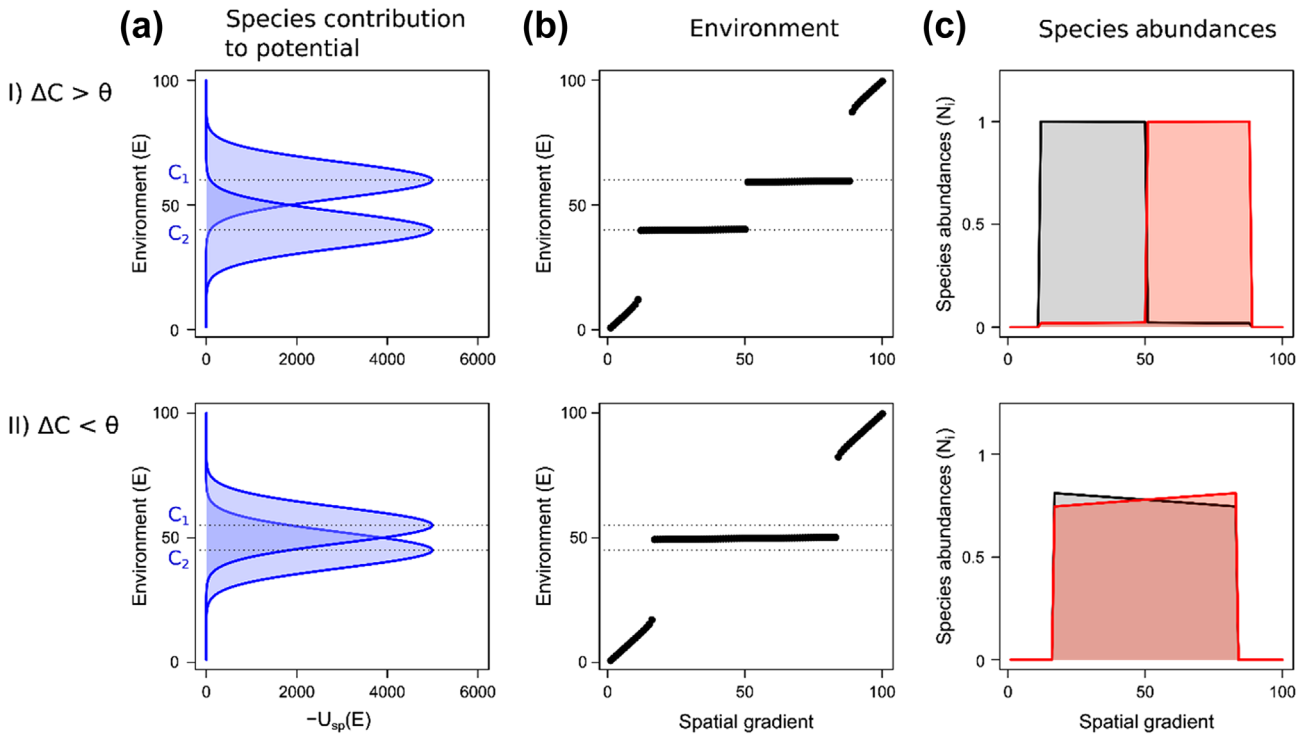 (a) Species contribution
to potential
(b) Environment
(c) Species abundances
I) ΔC > θ
Environment (E)
100
50
0
C₁
C₂
0 2000 4000 6000
Environment (E)
100
50
0
0 50 100
Species abundances (Nᵢ)
1
0.5
0
0 50 100
II) ΔC < θ
Environment (E)
100
50
0
C₁
C₂
0 2000 4000 6000
−Uₛₚ(E)
Environment (E)
100
50
0
0 50 100
Spatial gradient
Species abundances (Nᵢ)
1
0.5
0
0 50 100
Spatial gradient